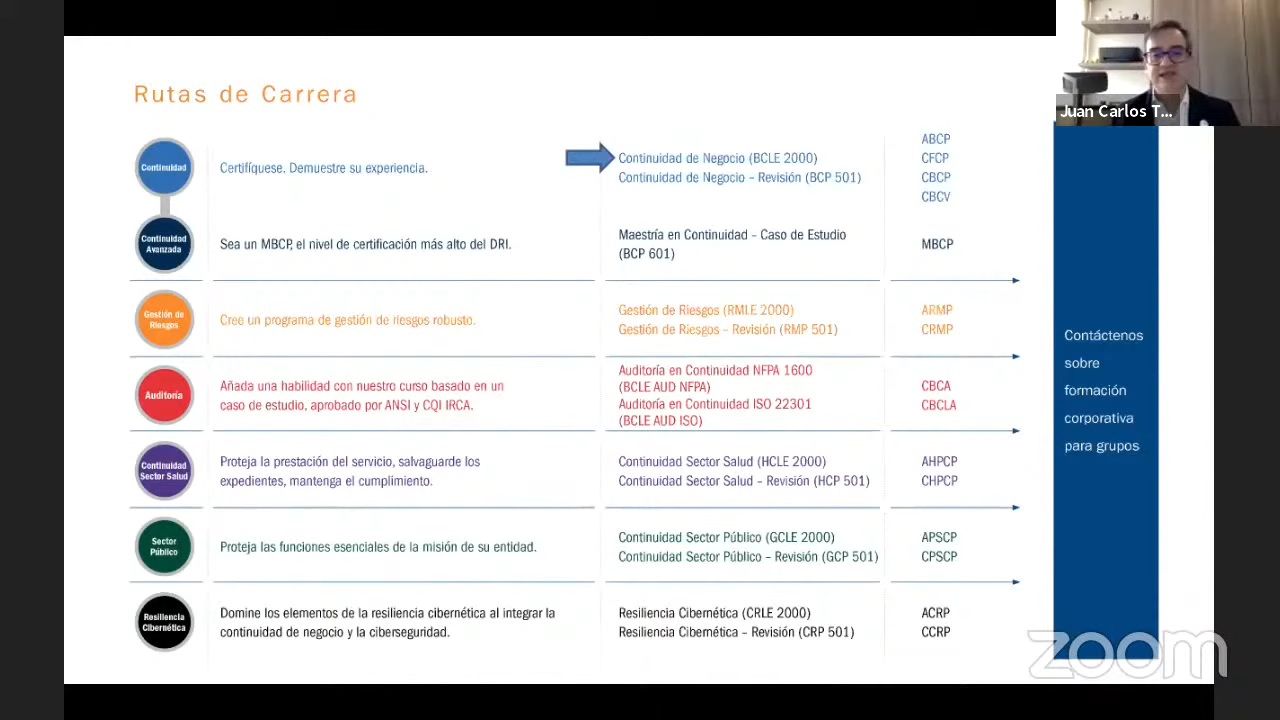 Juan Carlos T...
Rutas de Carrera
Continuidad
Certifíquese. Demuestre su experiencia.
Continuidad de Negocio (BCLE 2000)
Continuidad de Negocio – Revisión (BCP 501)
ABCP
CFCP
CBCP
CBCV
Continuidad
Avanzada
Sea un MBCP, el nivel de certificación más alto del DRI.
Maestría en Continuidad – Caso de Estudio
(BCP 601)
MBCP
Gestión de
Riesgos
Cree un programa de gestión de riesgos robusto.
Gestión de Riesgos (RMLE 2000)
Gestión de Riesgos – Revisión (RMP 501)
ARMP
CRMP
Auditoría
Añada una habilidad con nuestro curso basado en un
caso de estudio, aprobado por ANSI y CQI IRCA.
Auditoría en Continuidad NFPA 1600
(BCLE AUD NFPA)
Auditoría en Continuidad ISO 22301
(BCLE AUD ISO)
CBCA
CBCLA
Continuidad
Sector Salud
Proteja la prestación del servicio, salvaguarde los
expedientes, mantenga el cumplimiento.
Continuidad Sector Salud (HCLE 2000)
Continuidad Sector Salud – Revisión (HCP 501)
AHPCP
CHPCP
Sector
Público
Proteja las funciones esenciales de la misión de su entidad.
Continuidad Sector Público (GCLE 2000)
Continuidad Sector Público – Revisión (GCP 501)
APSCP
CPSCP
Resiliencia
Cibernética
Domine los elementos de la resiliencia cibernética al integrar la
continuidad de negocio y la ciberseguridad.
Resiliencia Cibernética (CRLE 2000)
Resiliencia Cibernética – Revisión (CRP 501)
ACRP
CCRP
Contáctenos
sobre
formación
corporativa
para grupos
zoom